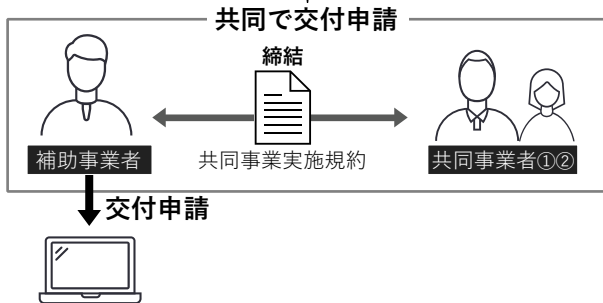 共同で交付申請
締結
補助事業者
共同事業実施規約
共同事業者①②
交付申請